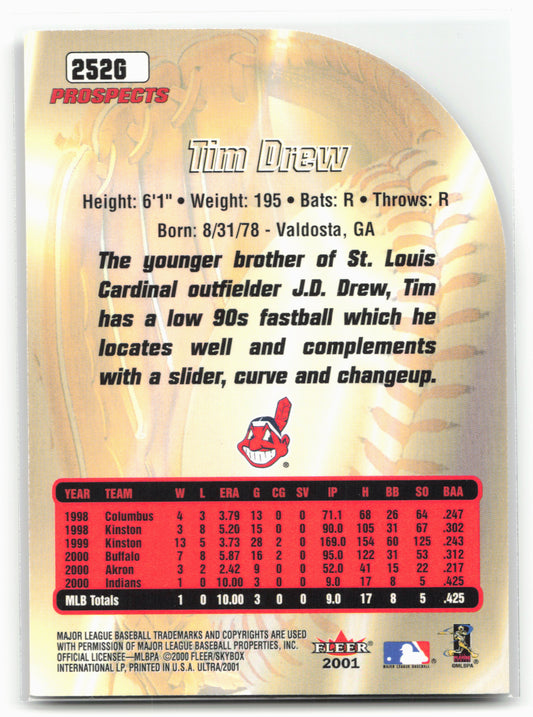 252G
PROSPECTS
Tim Drew
Height: 6'1" • Weight: 195 • Bats: R • Throws: R
Born: 8/31/78 - Valdosta, GA
The younger brother of St. Louis
Cardinal outfielder J.D. Drew, Tim
has a low 90s fastball which he
locates well and complements
with a slider, curve and changeup.
YEAR TEAM W L ERA G CG SV IP H BB SO BAA
1998 Columbus 4 3 3.79 13 0 0 71.1 68 26 64 .247
1998 Kinston 3 8 5.20 15 0 0 90.0 105 31 67 .302
1999 Kinston 13 5 3.73 28 2 0 169.0 154 60 125 .243
2000 Buffalo 7 8 5.87 16 2 0 95.0 122 31 53 .312
2000 Akron 3 2 2.42 9 0 0 52.0 41 15 22 .217
2000 Indians 1 0 10.00 3 0 0 9.0 17 8 5 .425
MLB Totals 1 0 10.00 3 0 0 9.0 17 8 5 .425
MAJOR LEAGUE BASEBALL TRADEMARKS AND COPYRIGHTS ARE USED
WITH PERMISSION OF MAJOR LEAGUE BASEBALL PROPERTIES, INC.
OFFICIAL LICENSEE—MLBPA ©2000 FLEER/SKYBOX
INTERNATIONAL LP, PRINTED IN U.S.A. ULTRA/2001
FLEER
2001
MAJOR LEAGUE BASEBALL
©MLBPA